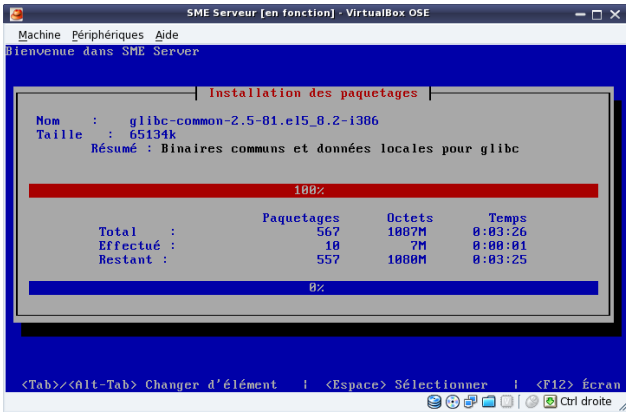 SME Serveur [en fonction] - VirtualBox OSE
Machine Périphériques Aide
Bienvenue dans SME Server
Installation des paquetages
Nom : glibc-common-2.5-81.el5_8.2-i386
Taille : 65134k
Résumé : Binaires communs et données locales pour glibc
100%
Paquetages Octets Temps
Total : 567 1087M 0:03:26
Effectué : 10 7M 0:00:01
Restant : 557 1080M 0:03:25
0%
<Tab>/<Alt-Tab> Changer d'élément | <Espace> Sélectionner | <F12> Écran
Ctrl droite